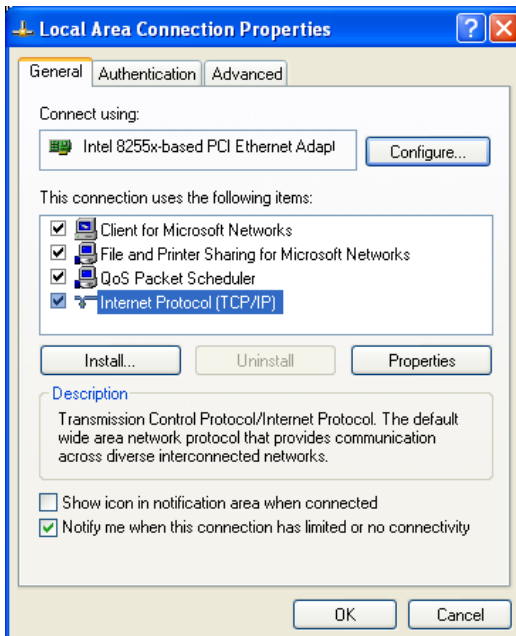 Local Area Connection Properties
General Authentication Advanced
Connect using:
Intel 8255x-based PCI Ethernet Adapt
Configure...
This connection uses the following items:
Client for Microsoft Networks
File and Printer Sharing for Microsoft Networks
QoS Packet Scheduler
Internet Protocol (TCP/IP)
Install... Uninstall Properties
Description
Transmission Control Protocol/Internet Protocol. The default
wide area network protocol that provides communication
across diverse interconnected networks.
Show icon in notification area when connected
Notify me when this connection has limited or no connectivity
OK Cancel